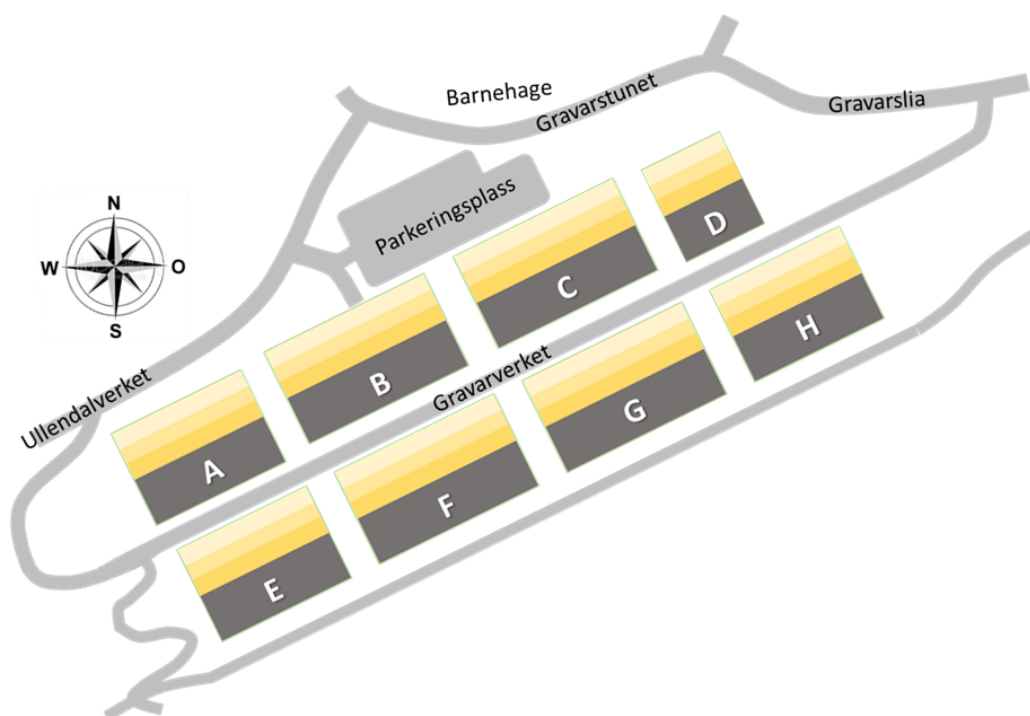 Barnehage
Gravarstunet
Gravarslia
Parkeringsplass
N
W
O
S
Ullendalverket
Gravarverket
A
B
C
D
E
F
G
H